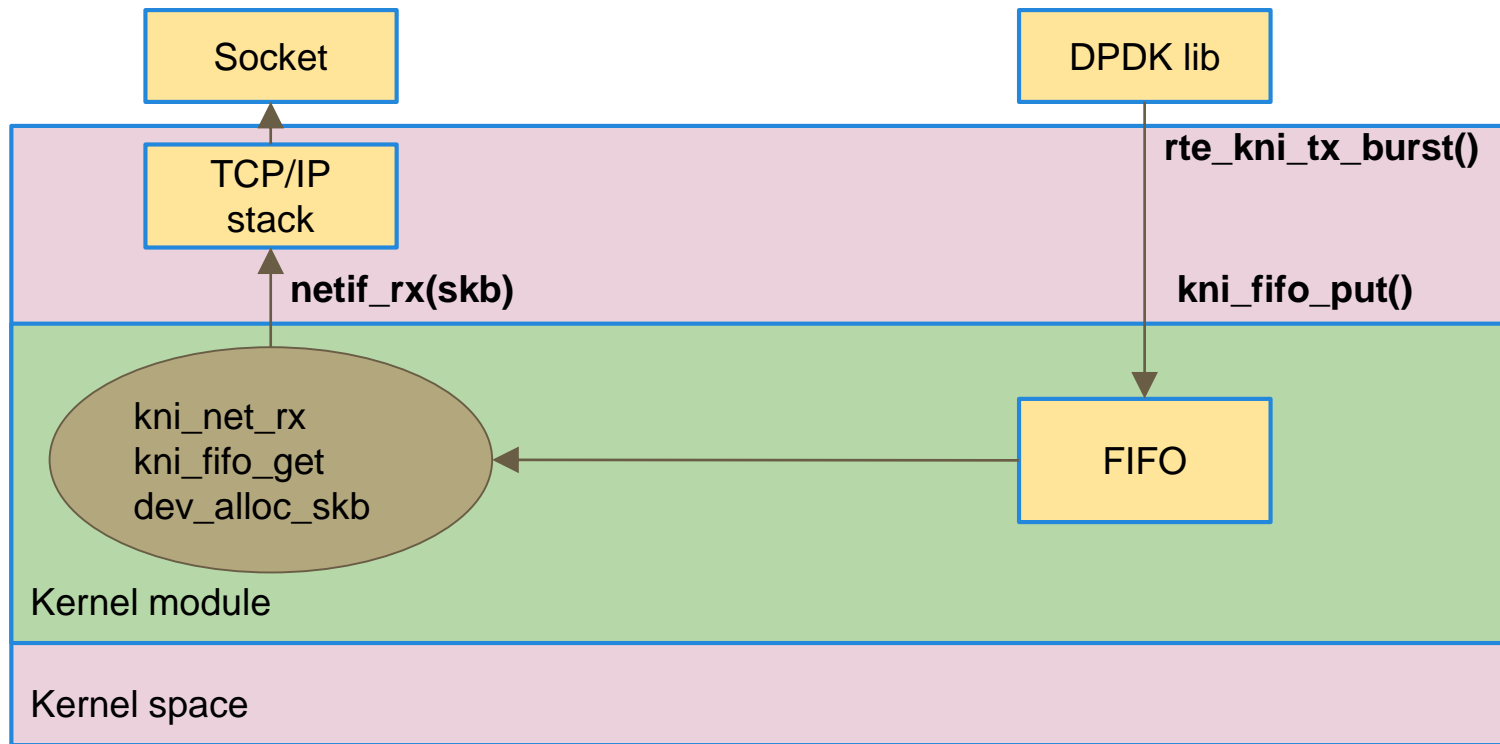 Socket
DPDK lib
TCP/IP
stack
rte_kni_tx_burst()
netif_rx(skb)
kni_fifo_put()
kni_net_rx
kni_fifo_get
dev_alloc_skb
FIFO
Kernel module
Kernel space